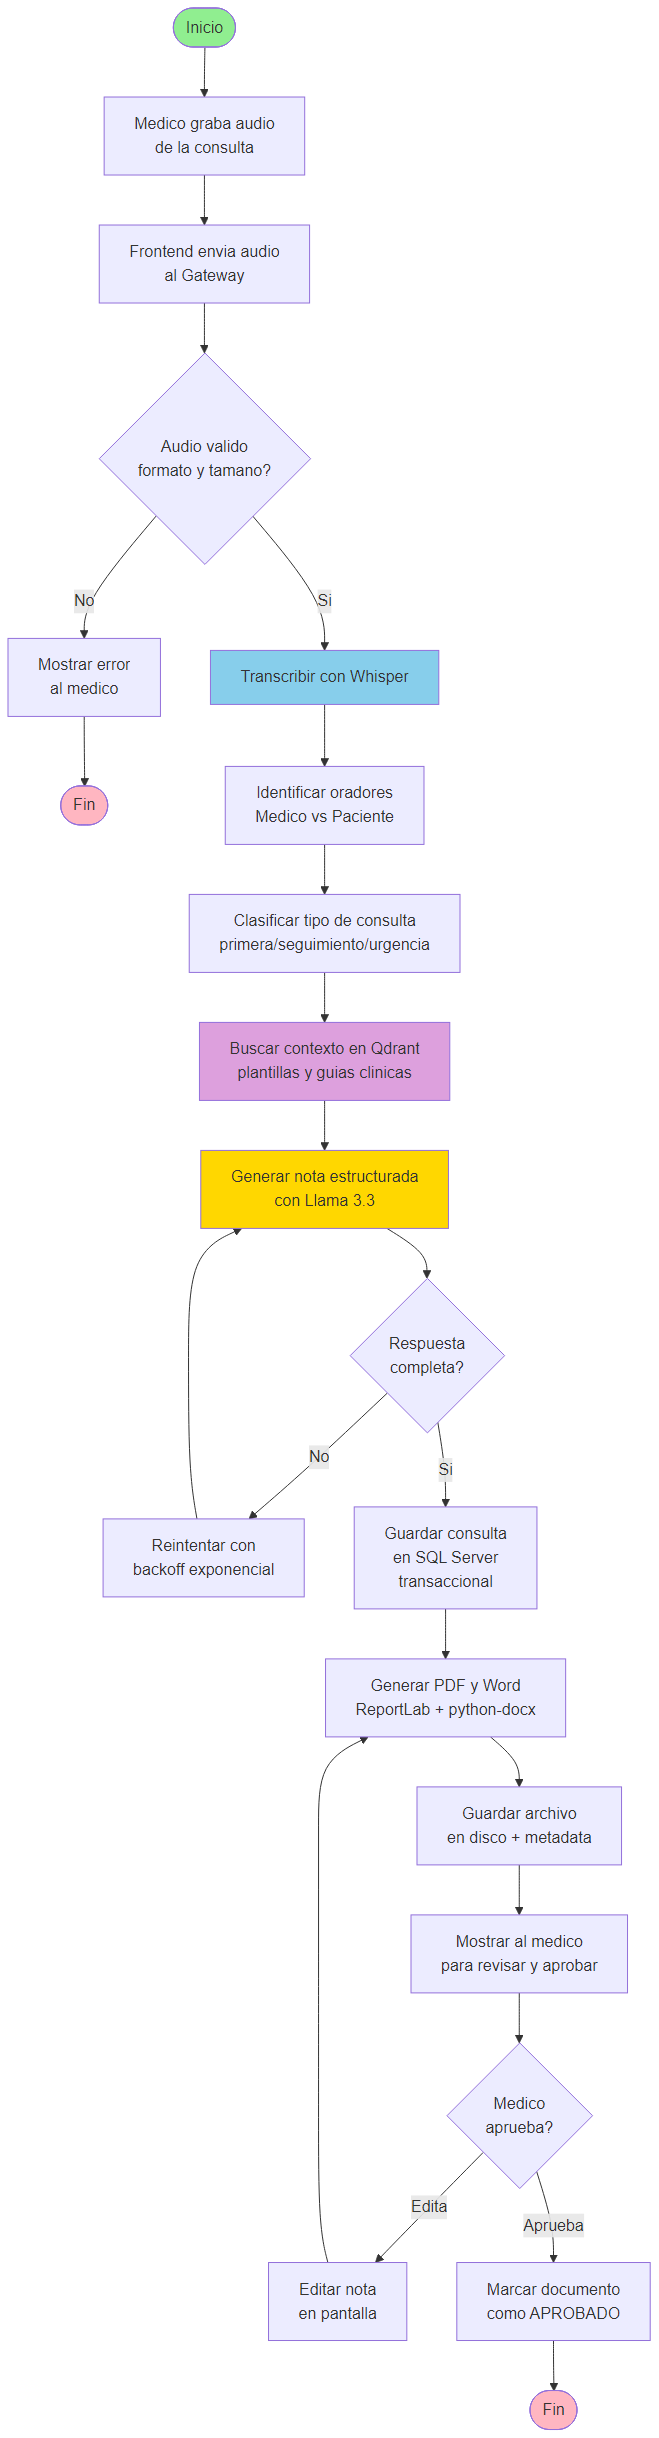 Inicio
Medico graba audio
de la consulta
Frontend envia audio
al Gateway
Audio valido
formato y tamano?
No
Si
Mostrar error
al medico
Transcribir con Whisper
Fin
Identificar oradores
Medico vs Paciente
Clasificar tipo de consulta
primera/seguimiento/urgencia
Buscar contexto en Qdrant
plantillas y guias clinicas
Generar nota estructurada
con Llama 3.3
Respuesta
completa?
No
Si
Reintentar con
backoff exponencial
Guardar consulta
en SQL Server
transaccional
Generar PDF y Word
ReportLab + python-docx
Guardar archivo
en disco + metadata
Mostrar al medico
para revisar y aprobar
Medico
aprueba?
Edita
Aprueba
Editar nota
en pantalla
Marcar documento
como APROBADO
Fin